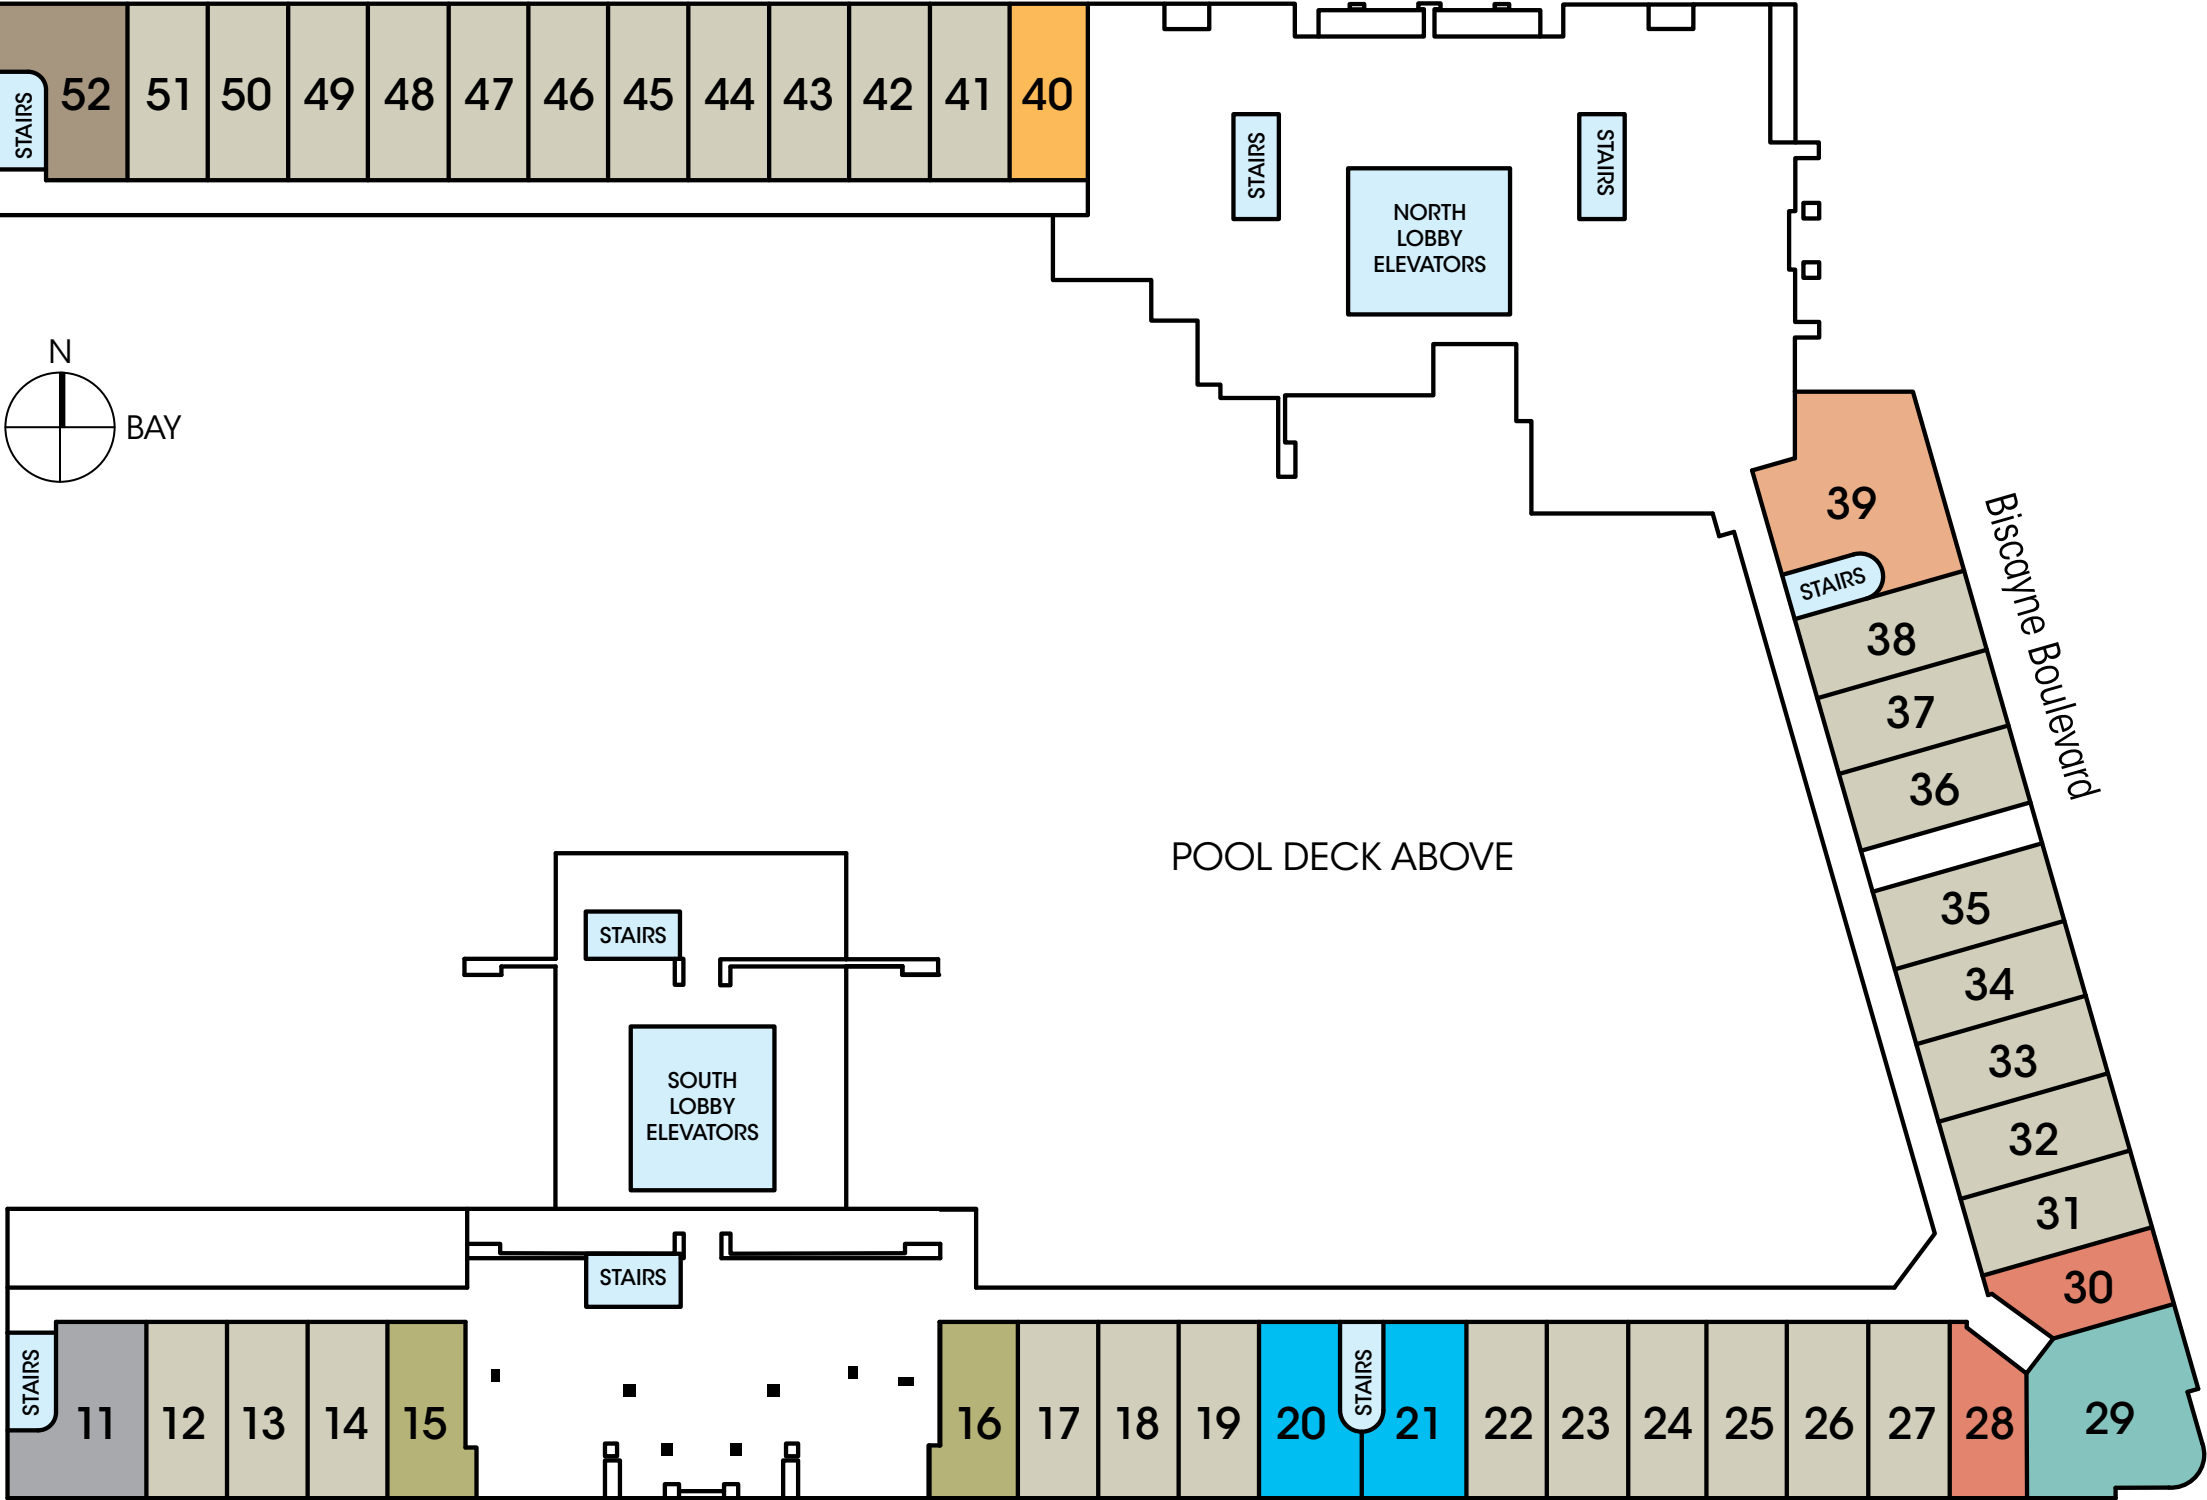 52 51 50 49 48 47 46 45 44 43 42 41 40
STAIRS
STAIRS
STAIRS
NORTH
LOBBY
ELEVATORS
N
BAY
39
STAIRS
Biscayne Boulevard
38
37
36
POOL DECK ABOVE
35
34
33
32
31
30
STAIRS
SOUTH
LOBBY
ELEVATORS
STAIRS
STAIRS
STAIRS
11 12 13 14 15 16 17 18 19 20 21 22 23 24 25 26 27 28 29